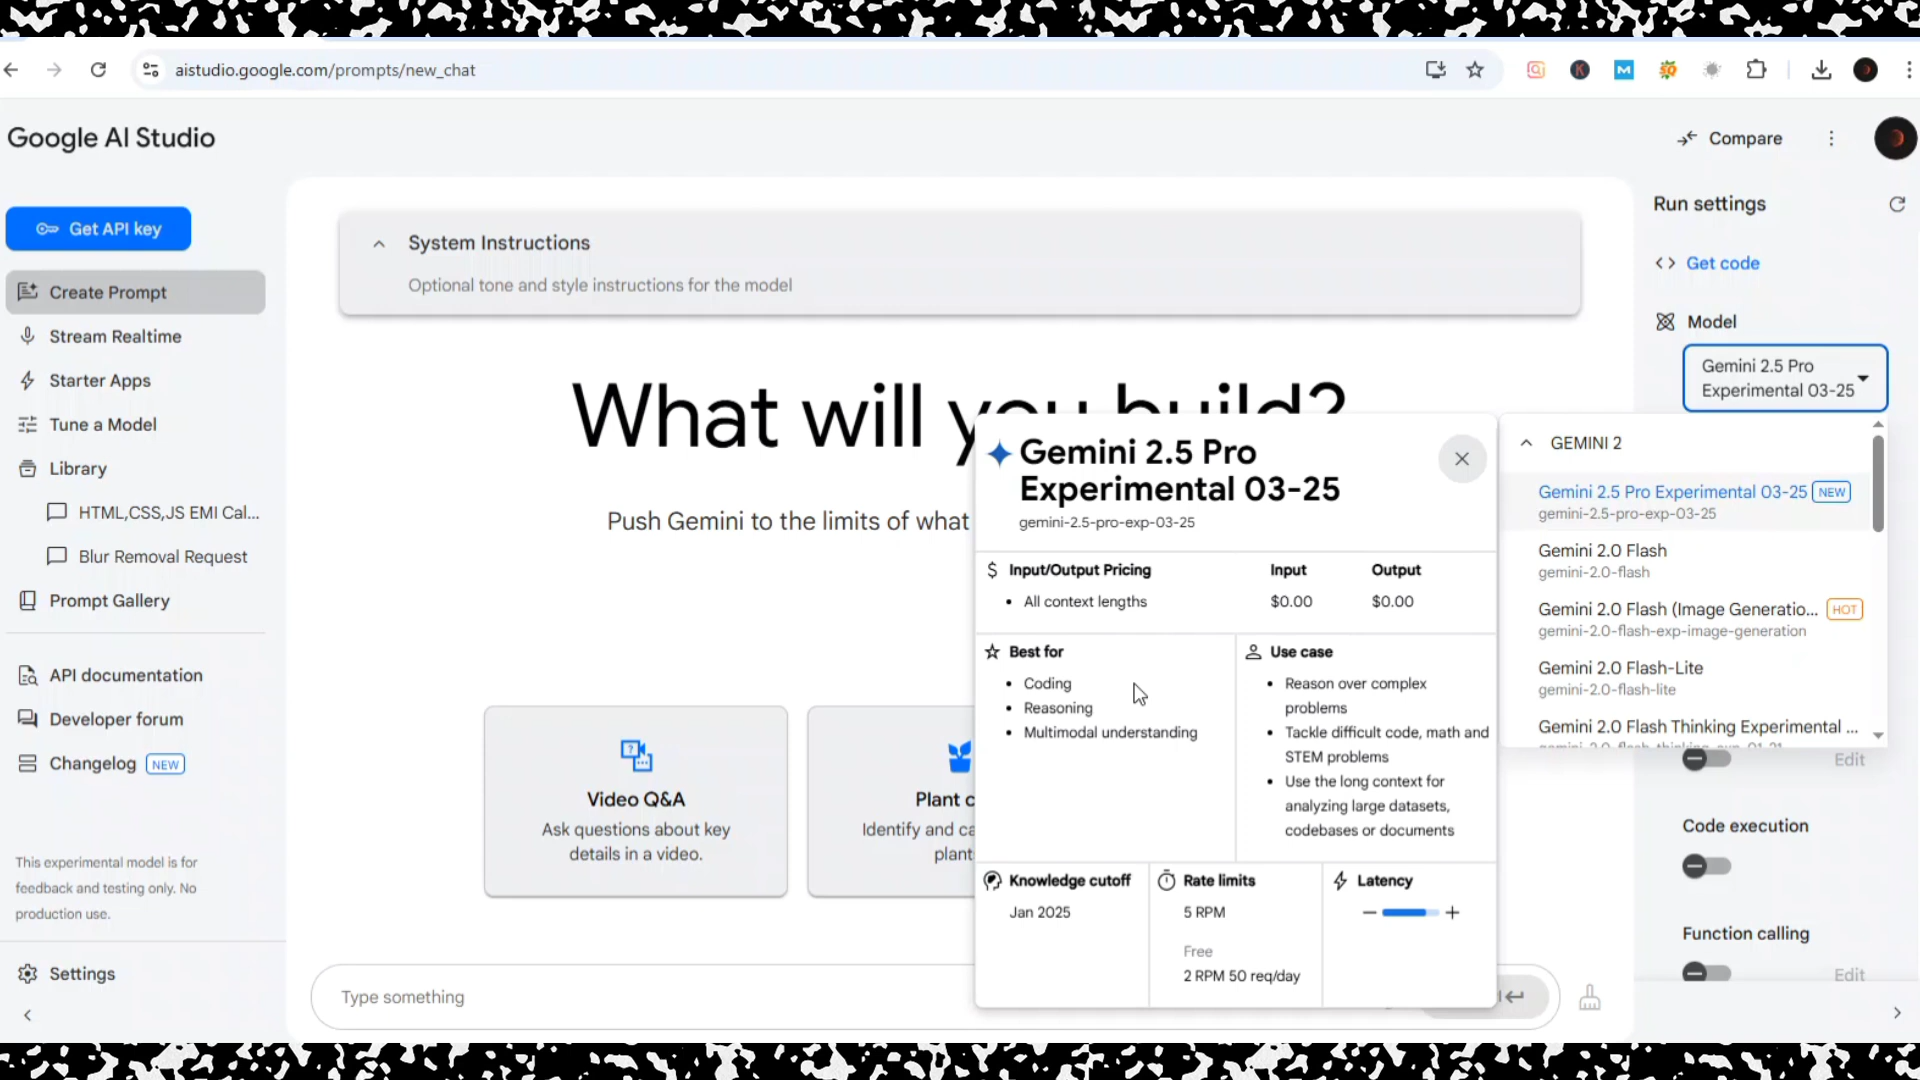 aistudio.google.com/prompts/new_chat
Google AI Studio
Compare
Get API key
Create Prompt
Stream Realtime
Starter Apps
Tune a Model
Library
HTML,CSS,JS EMI Cal...
Blur Removal Request
Prompt Gallery
API documentation
Developer forum
Changelog NEW
This experimental model is for
feedback and testing only. No
production use.
Settings
System Instructions
Optional tone and style instructions for the model
What will you build?
Push Gemini to the limits of what
Video Q&A
Ask questions about key
details in a video.
Plant c
Identify and ca
plant
Type something
Gemini 2.5 Pro
Experimental 03-25
gemini-2.5-pro-exp-03-25
Input/Output Pricing Input Output
All context lengths $0.00 $0.00
Best for
Coding
Reasoning
Multimodal understanding
Use case
Reason over complex
problems
Tackle difficult code, math and
STEM problems
Use the long context for
analyzing large datasets,
codebases or documents
Knowledge cutoff
Jan 2025
Rate limits
5 RPM
Free
2 RPM 50 req/day
Latency
Run settings
Get code
Model
Gemini 2.5 Pro
Experimental 03-25
GEMINI 2
Gemini 2.5 Pro Experimental 03-25 NEW
gemini-2.5-pro-exp-03-25
Gemini 2.0 Flash
gemini-2.0-flash
Gemini 2.0 Flash (Image Generatio... HOT
gemini-2.0-flash-exp-image-generation
Gemini 2.0 Flash-Lite
gemini-2.0-flash-lite
Gemini 2.0 Flash Thinking Experimental ...
gemini-2.0-flash-thinking-exp-01-21
Edit
Code execution
Function calling
Edit